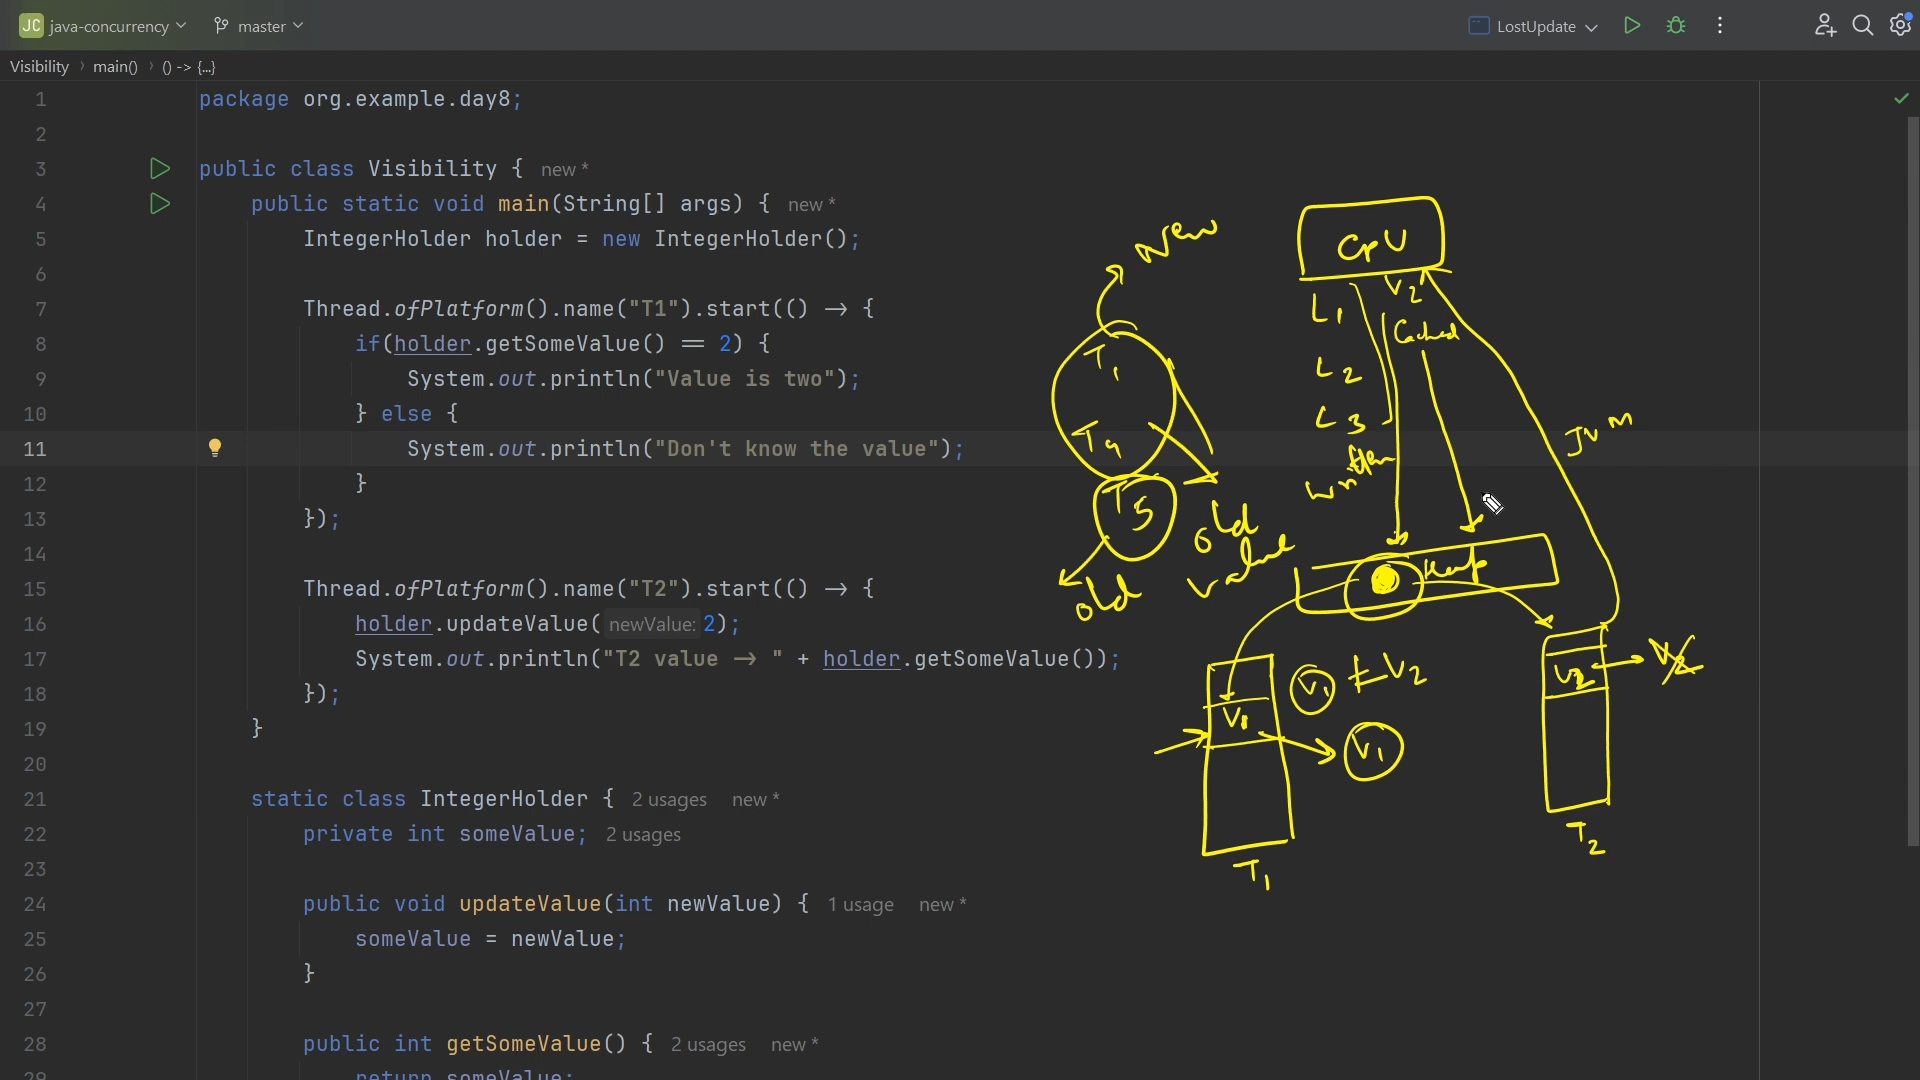 JC java-concurrency master LostUpdate
Visibility › main() › () -> {...}
1 package org.example.day8;
2
3 public class Visibility { new *
4 public static void main(String[] args) { new *
5 IntegerHolder holder = new IntegerHolder();
6
7 Thread.ofPlatform().name("T1").start(() -> {
8 if(holder.getSomeValue() == 2) {
9 System.out.println("Value is two");
10 } else {
11 System.out.println("Don't know the value");
12 }
13 });
14
15 Thread.ofPlatform().name("T2").start(() -> {
16 holder.updateValue( newValue: 2);
17 System.out.println("T2 value -> " + holder.getSomeValue());
18 });
19 }
20
21 static class IntegerHolder { 2 usages new *
22 private int someValue; 2 usages
23
24 public void updateValue(int newValue) { 1 usage new *
25 someValue = newValue;
26 }
27
28 public int getSomeValue() { 2 usages new *
29 return someValue;
New
CPU
V2
L1
Cached
T1
L2
L3
JVM
T4
written
T5
old
value
Heap
old
V1 ≠ V2
V2
V2
V1
V1
T2
T1